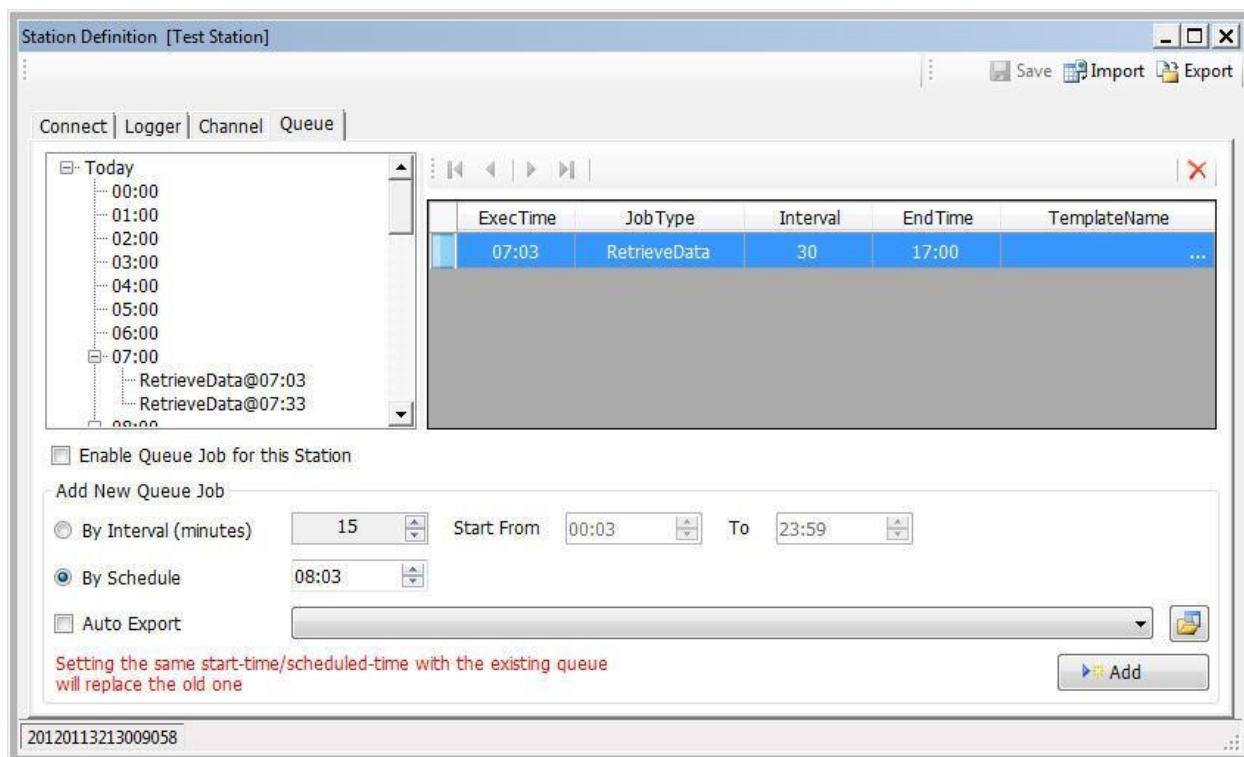 Station Definition [Test Station]
Save Import Export
Connect Logger Channel Queue
Today
00:00
01:00
02:00
03:00
04:00
05:00
06:00
07:00
RetrieveData@07:03
RetrieveData@07:33
08:00
ExecTime JobType Interval EndTime TemplateName
07:03 RetrieveData 30 17:00 ...
Enable Queue Job for this Station
Add New Queue Job
By Interval (minutes) 15 Start From 00:03 To 23:59
By Schedule 08:03
Auto Export
Setting the same start-time/scheduled-time with the existing queue
will replace the old one
Add
20120113213009058